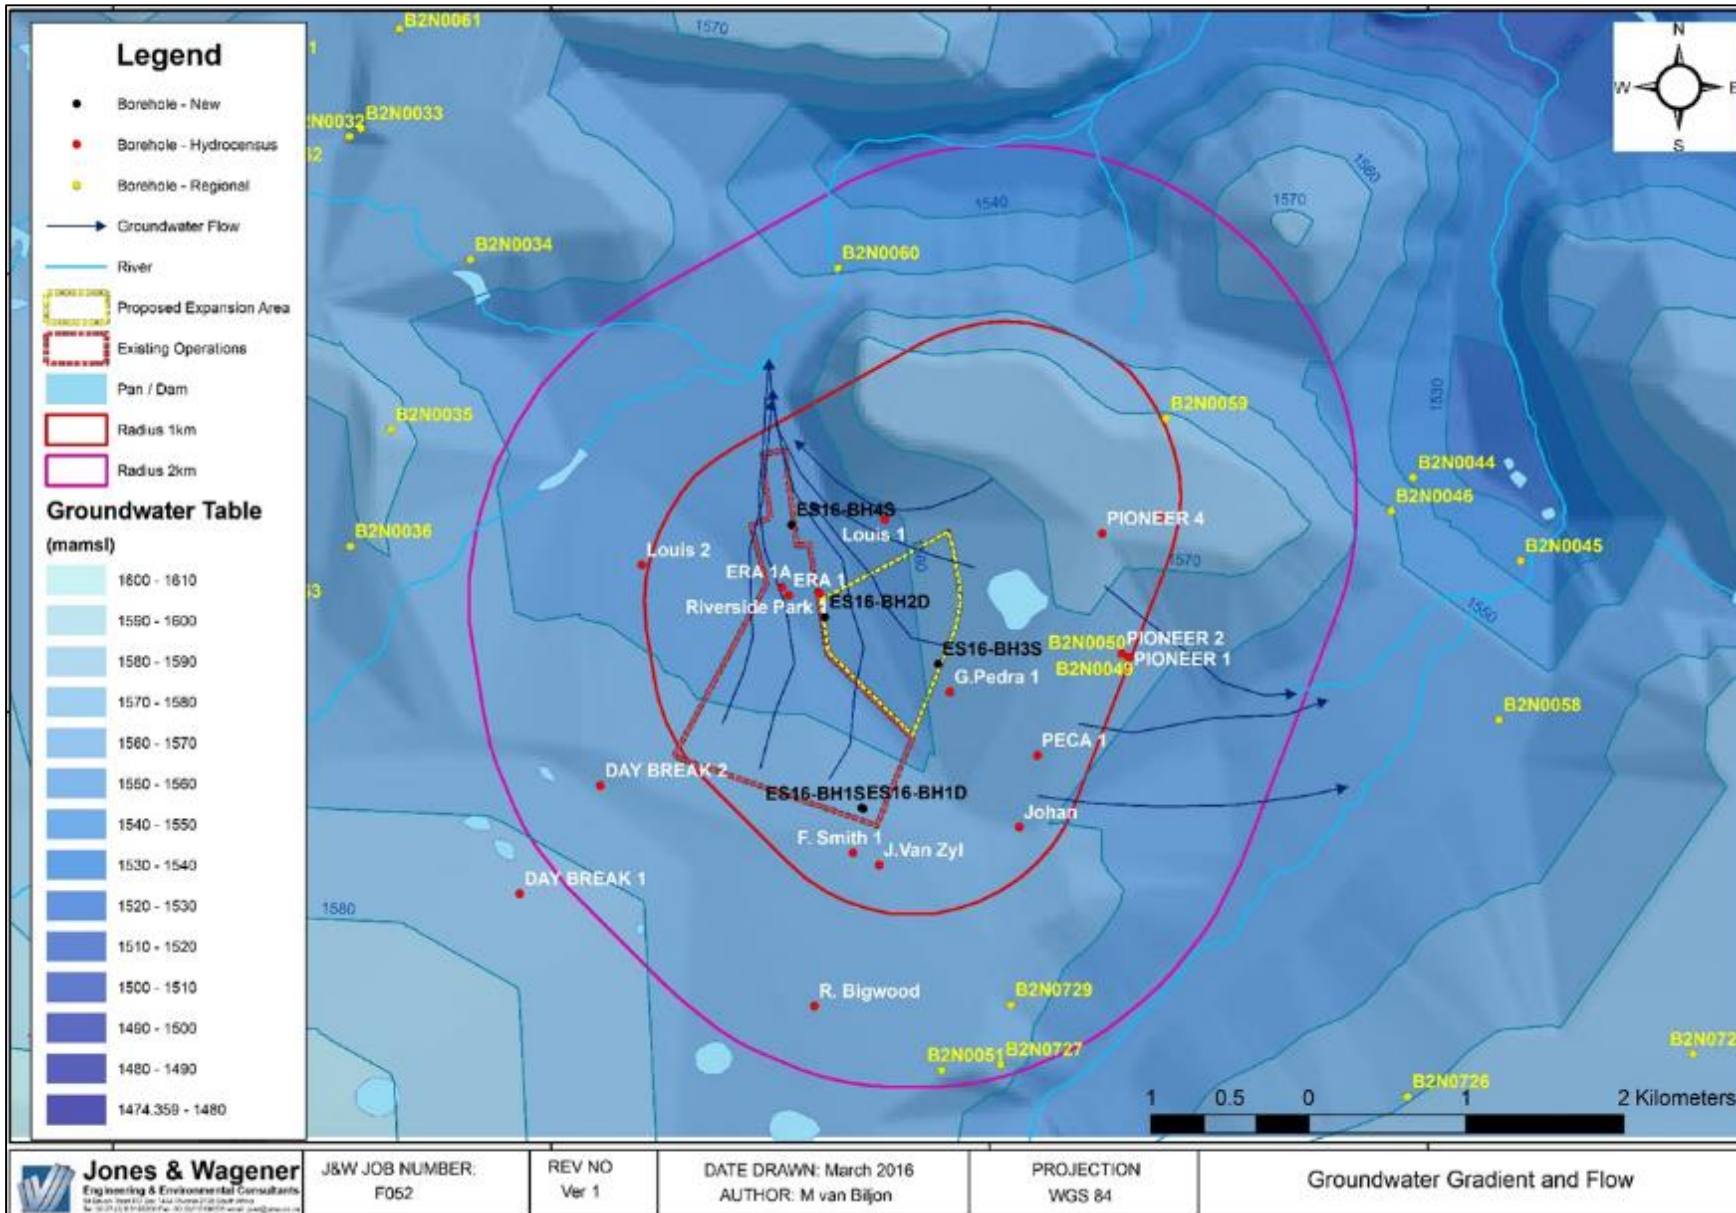 Legend
Borehole - New
Borehole - Hydrocensus
Borehole - Regional
Groundwater Flow
River
Proposed Expansion Area
Existing Operations
Pan / Dam
Radius 1km
Radius 2km
Groundwater Table
(mamsl)
1600 - 1610
1590 - 1600
1580 - 1590
1570 - 1580
1560 - 1570
1550 - 1560
1540 - 1550
1530 - 1540
1520 - 1530
1510 - 1520
1500 - 1510
1490 - 1500
1480 - 1490
1474.359 - 1480
B2N0061
1570
N
W
E
S
B2N0033
2N0032
1560
1570
1540
B2N0034
B2N0060
1530
B2N0035
B2N0059
B2N0044
B2N0046
B2N0036
ES16-BH4S
Louis 1
PIONEER 4
B2N0045
Louis 2
1570
ERA 1A
ERA 1
Riverside Park
ES16-BH2D
1550
ES16-BH3S
B2N0050
PIONEER 2
B2N0049
PIONEER 1
G.Pedra 1
B2N0058
PECA 1
DAY BREAK 2
ES16-BH1S
ES16-BH1D
Johan
F. Smith 1
J.Van Zyl
DAY BREAK 1
1580
R. Bigwood
B2N0729
B2N0051
B2N0727
B2N072
B2N0726
1 0.5 0 1 2 Kilometers
Jones & Wagener
Engineering & Environmental Consultants
J&W JOB NUMBER:
F052
REV NO
Ver 1
DATE DRAWN: March 2016
AUTHOR: M van Biljon
PROJECTION
WGS 84
Groundwater Gradient and Flow